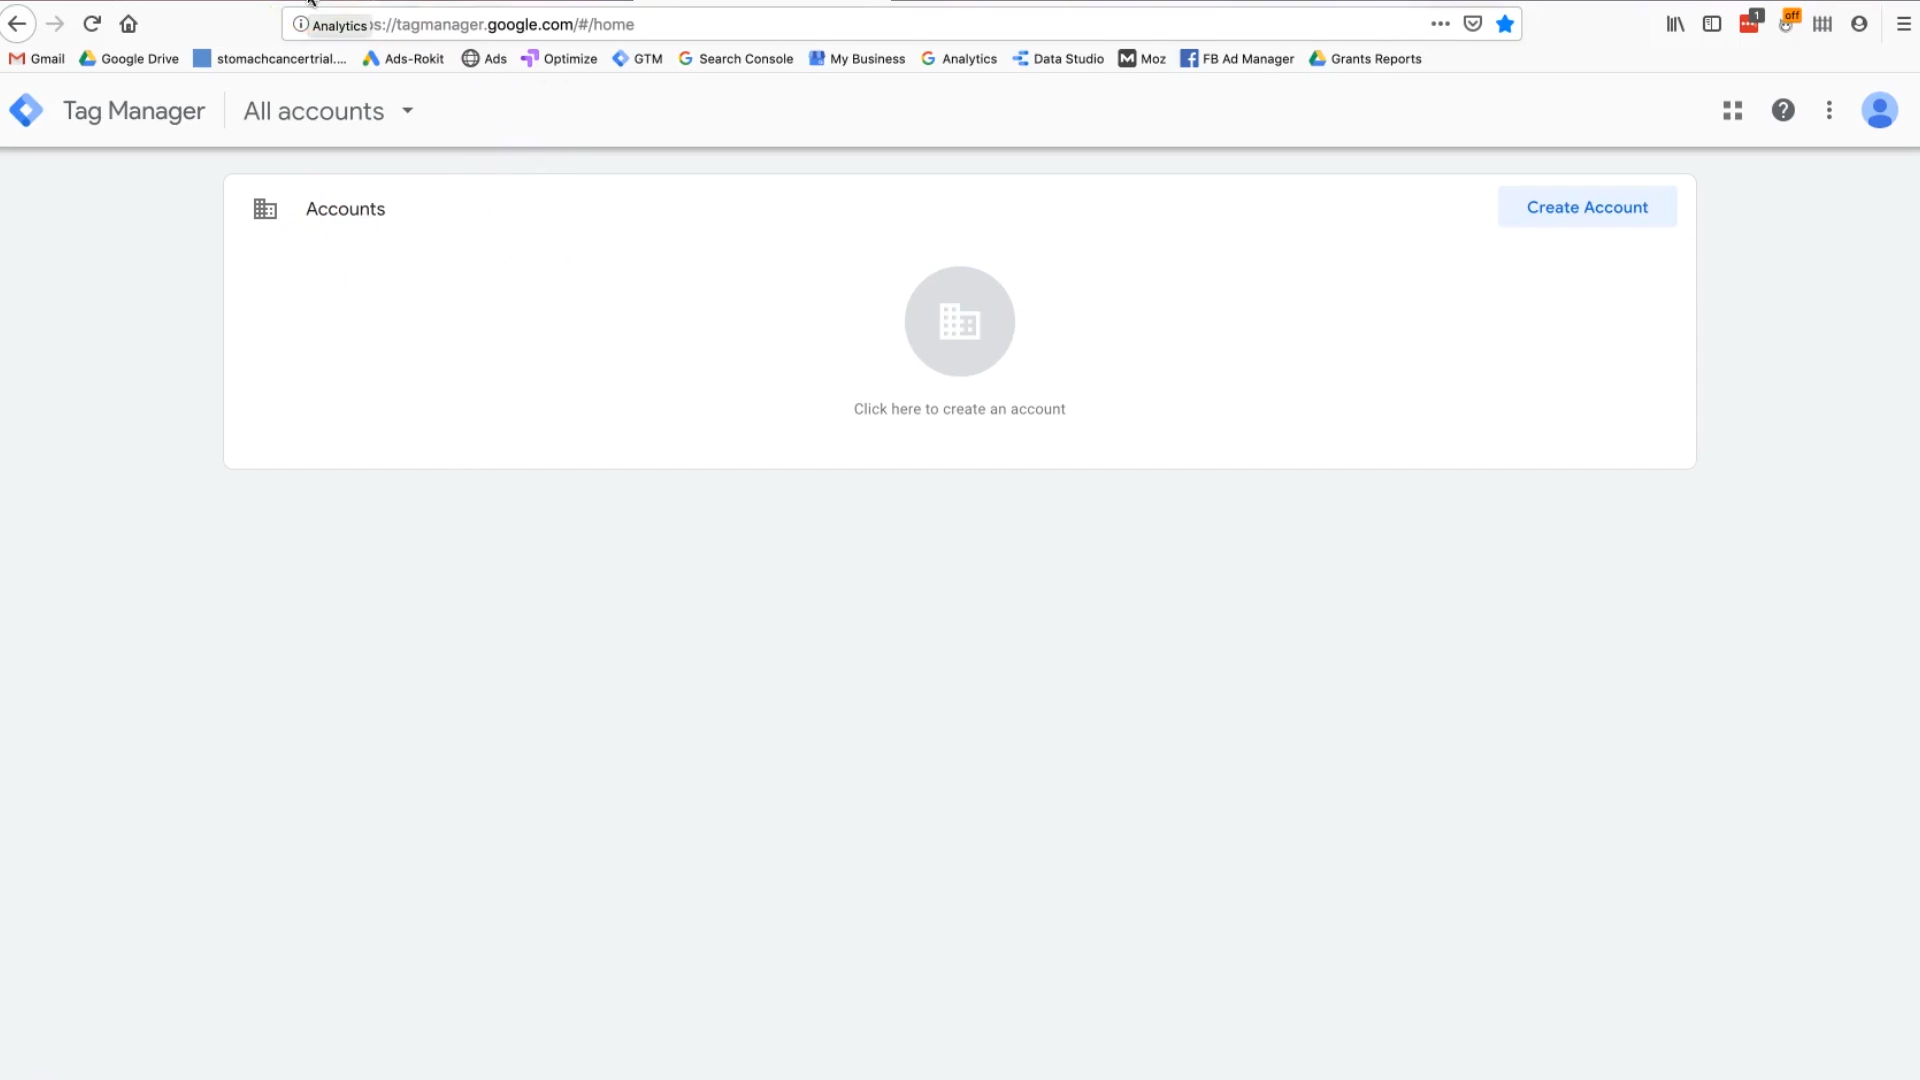 Analytics s://tagmanager.google.com/#/home
1
off
Gmail Google Drive stomachcancertrial.... Ads-Rokit Ads Optimize GTM Search Console My Business Analytics Data Studio Moz FB Ad Manager Grants Reports
Tag Manager All accounts
Accounts
Create Account
Click here to create an account